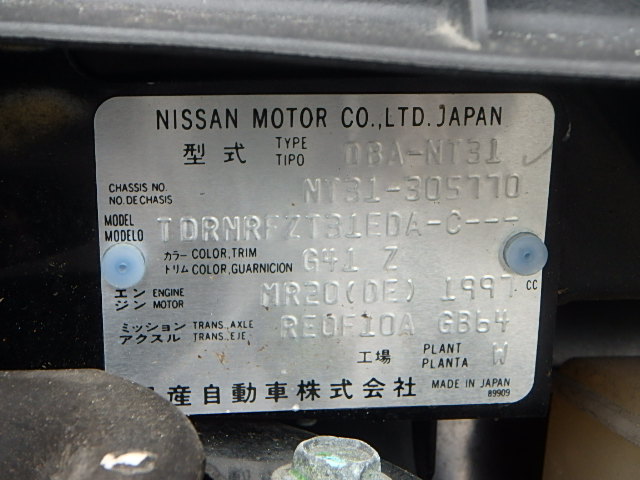 NISSAN MOTOR CO.,LTD. JAPAN
型式 TYPE TIPO DBA-NT31
CHASSIS NO. NO. DE CHASIS NT31-305770
MODEL MODELO TDRNRFZT31EDA-C---
カラー COLOR, TRIM トリム COLOR, GUARNICION G41 Z
エンジン ENGINE MOTOR MR20(DE) 1997 CC
ミッション TRANS., AXLE アクスル TRANS., EJE RE0F10A GB64
工場 PLANT PLANTA W
産自動車株式会社 MADE IN JAPAN
89909